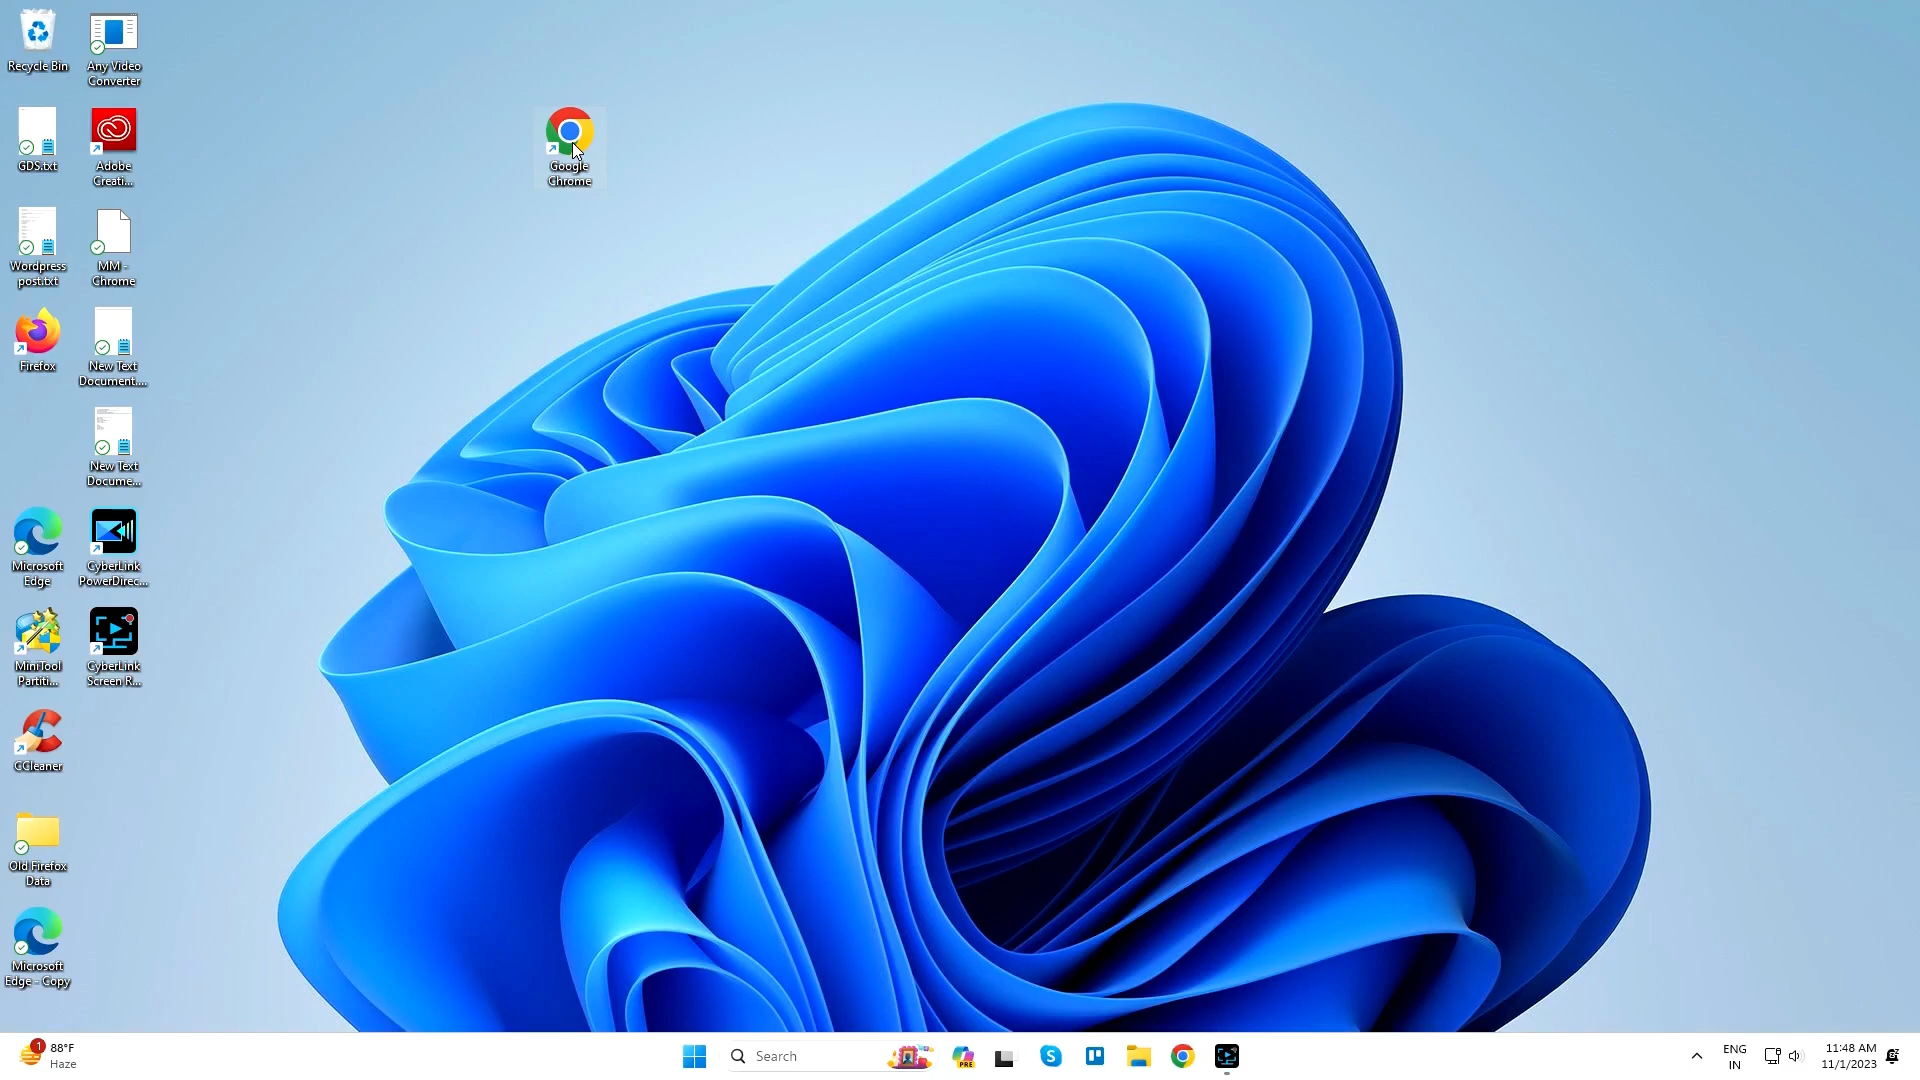 Recycle Bin
Any Video
Converter
GDS.txt
Adobe
Creati...
Google
Chrome
Wordpress
post.txt
MM -
Chrome
Firefox
New Text
Document....
New Text
Docume...
Microsoft
Edge
CyberLink
PowerDirec...
MiniTool
Partiti...
CyberLink
Screen R...
CCleaner
Old Firefox
Data
Microsoft
Edge - Copy
1
88°F
Haze
Search
PRE
ENG
IN
11:48 AM
11/1/2023